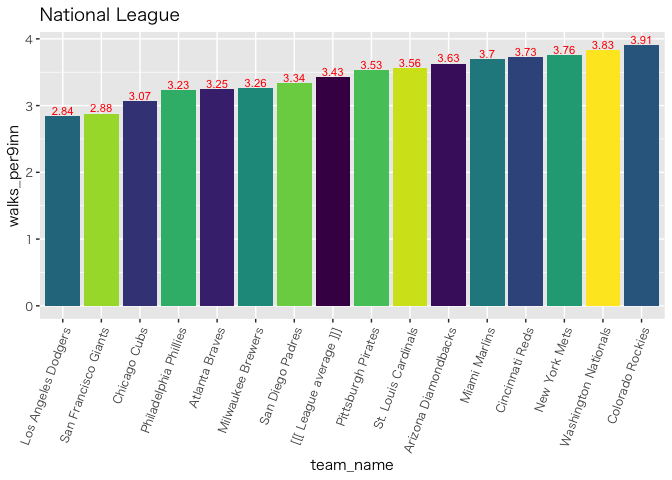 National League
walks_per9inn
4
3
2
1
0
2.84
2.88
3.07
3.23
3.25
3.26
3.34
3.43
3.53
3.56
3.63
3.7
3.73
3.76
3.83
3.91
Los Angeles Dodgers
San Francisco Giants
Chicago Cubs
Philadelphia Phillies
Atlanta Braves
Milwaukee Brewers
San Diego Padres
[[[ League average ]]]
Pittsburgh Pirates
St. Louis Cardinals
Arizona Diamondbacks
Miami Marlins
Cincinnati Reds
New York Mets
Washington Nationals
Colorado Rockies
team_name